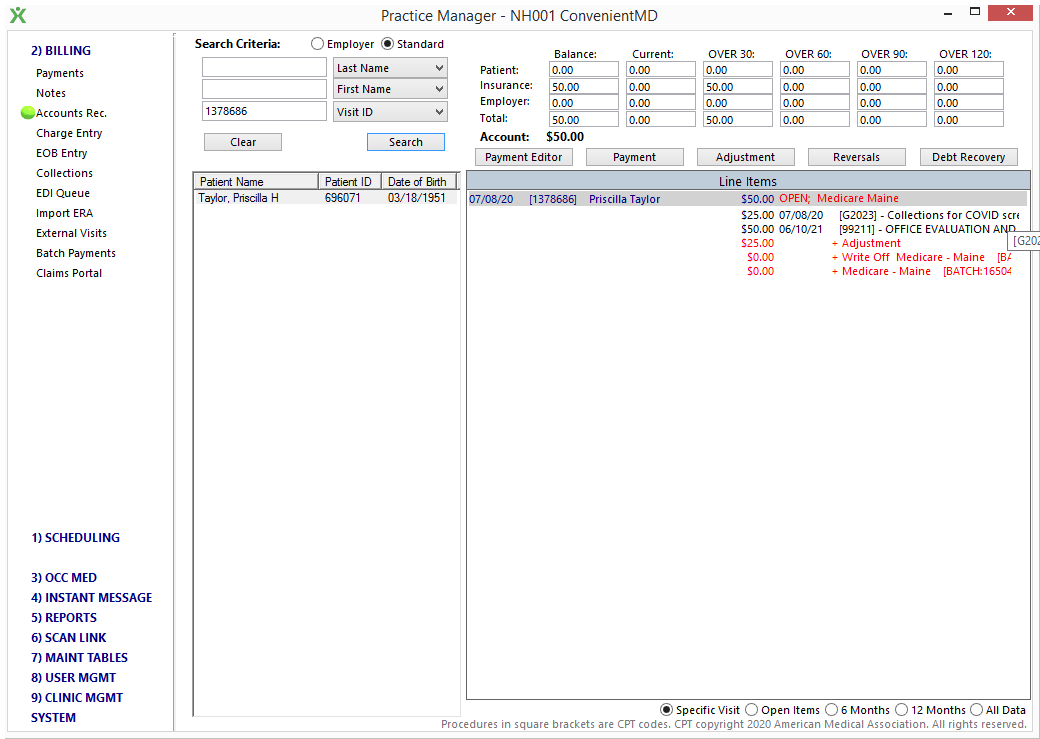 Practice Manager - NH001 ConvenientMD
2) BILLING
Payments
Notes
Accounts Rec.
Charge Entry
EOB Entry
Collections
EDI Queue
Import ERA
External Visits
Batch Payments
Claims Portal
1) SCHEDULING
3) OCC MED
4) INSTANT MESSAGE
5) REPORTS
6) SCAN LINK
7) MAINT TABLES
8) USER MGMT
9) CLINIC MGMT
SYSTEM
Search Criteria: Employer Standard
Last Name
First Name
1378686 Visit ID
Clear Search
Balance: Current: OVER 30: OVER 60: OVER 90: OVER 120:
Patient: 0.00 0.00 0.00 0.00 0.00 0.00
Insurance: 50.00 0.00 50.00 0.00 0.00 0.00
Employer: 0.00 0.00 0.00 0.00 0.00 0.00
Total: 50.00 0.00 50.00 0.00 0.00 0.00
Account: $50.00
Payment Editor Payment Adjustment Reversals Debt Recovery
Patient Name Patient ID Date of Birth
Taylor, Priscilla H 696071 03/18/1951
Line Items
07/08/20 [1378686] Priscilla Taylor $50.00 OPEN; Medicare Maine
$25.00 07/08/20 [G2023] - Collections for COVID scre
$50.00 06/10/21 [99211] - OFFICE EVALUATION AND
$25.00 + Adjustment
$0.00 + Write Off Medicare - Maine [BA
$0.00 + Medicare - Maine [BATCH:16504
[G202
Specific Visit Open Items 6 Months 12 Months All Data
Procedures in square brackets are CPT codes. CPT copyright 2020 American Medical Association. All rights reserved.